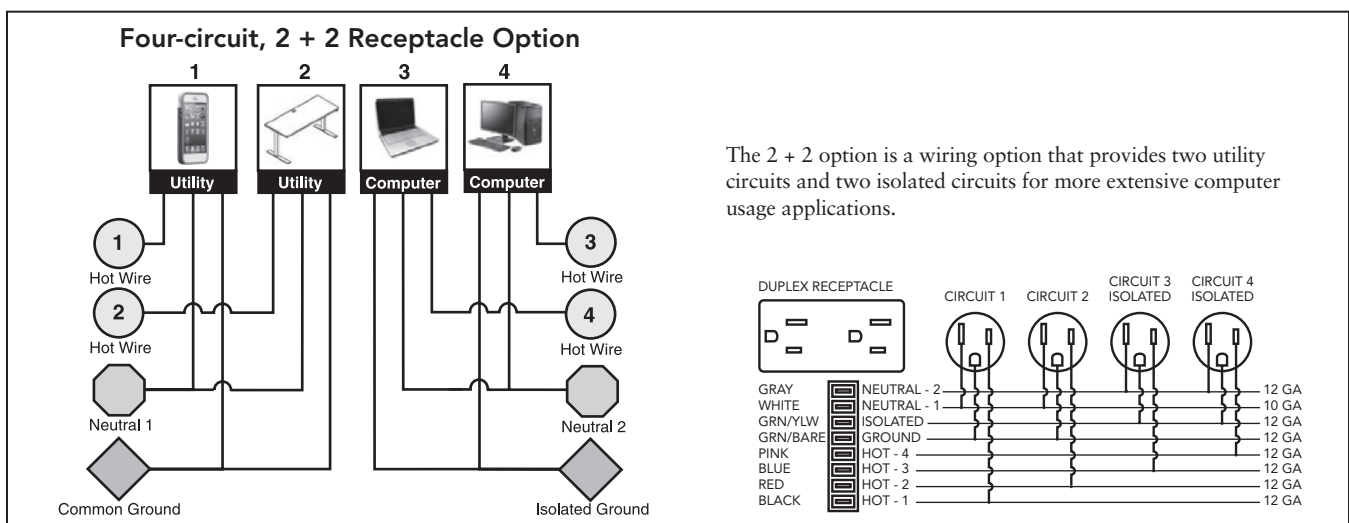 Four-circuit, 2 + 2 Receptacle Option
1 2 3 4
Utility Utility Computer Computer
1
Hot Wire
3
Hot Wire
2
Hot Wire
4
Hot Wire
Neutral 1
Neutral 2
Common Ground
Isolated Ground
The 2 + 2 option is a wiring option that provides two utility
circuits and two isolated circuits for more extensive computer
usage applications.
DUPLEX RECEPTACLE
CIRCUIT 1
CIRCUIT 2
CIRCUIT 3
ISOLATED
CIRCUIT 4
ISOLATED
GRAY NEUTRAL - 2 12 GA
WHITE NEUTRAL - 1 10 GA
GRN/YLW ISOLATED 12 GA
GRN/BARE GROUND 12 GA
PINK HOT - 4 12 GA
BLUE HOT - 3 12 GA
RED HOT - 2 12 GA
BLACK HOT - 1 12 GA